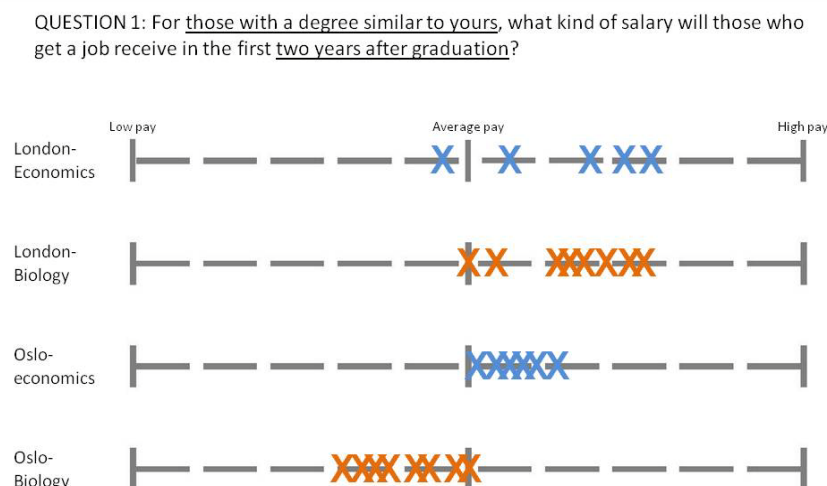 QUESTION 1: For those with a degree similar to yours, what kind of salary will those who
get a job receive in the first two years after graduation?
Low pay
Average pay
High pay
London-
Economics
X X X X X
London-
Biology
X X X X X X X X
Oslo-
economics
X X X X X X
Oslo-
Biology
X X X X X X X X